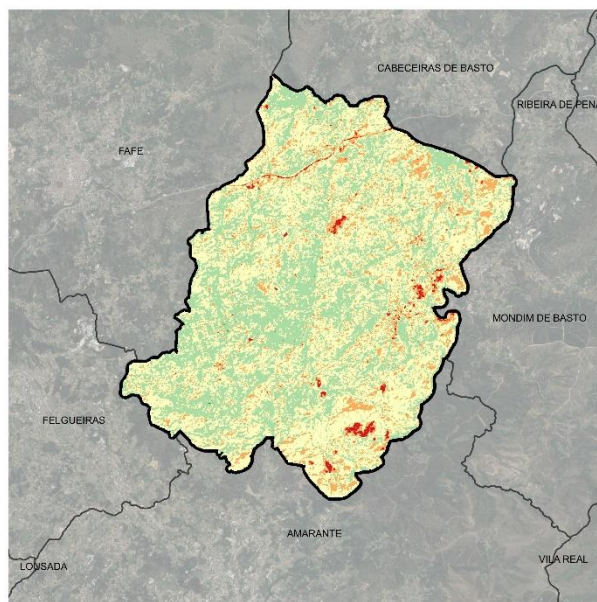 CABECEIRAS DE BASTO
RIBEIRA DE PENA
FAFE
MONDIM DE BASTO
FELGUEIRAS
AMARANTE
LOUSADA
VILA REAL